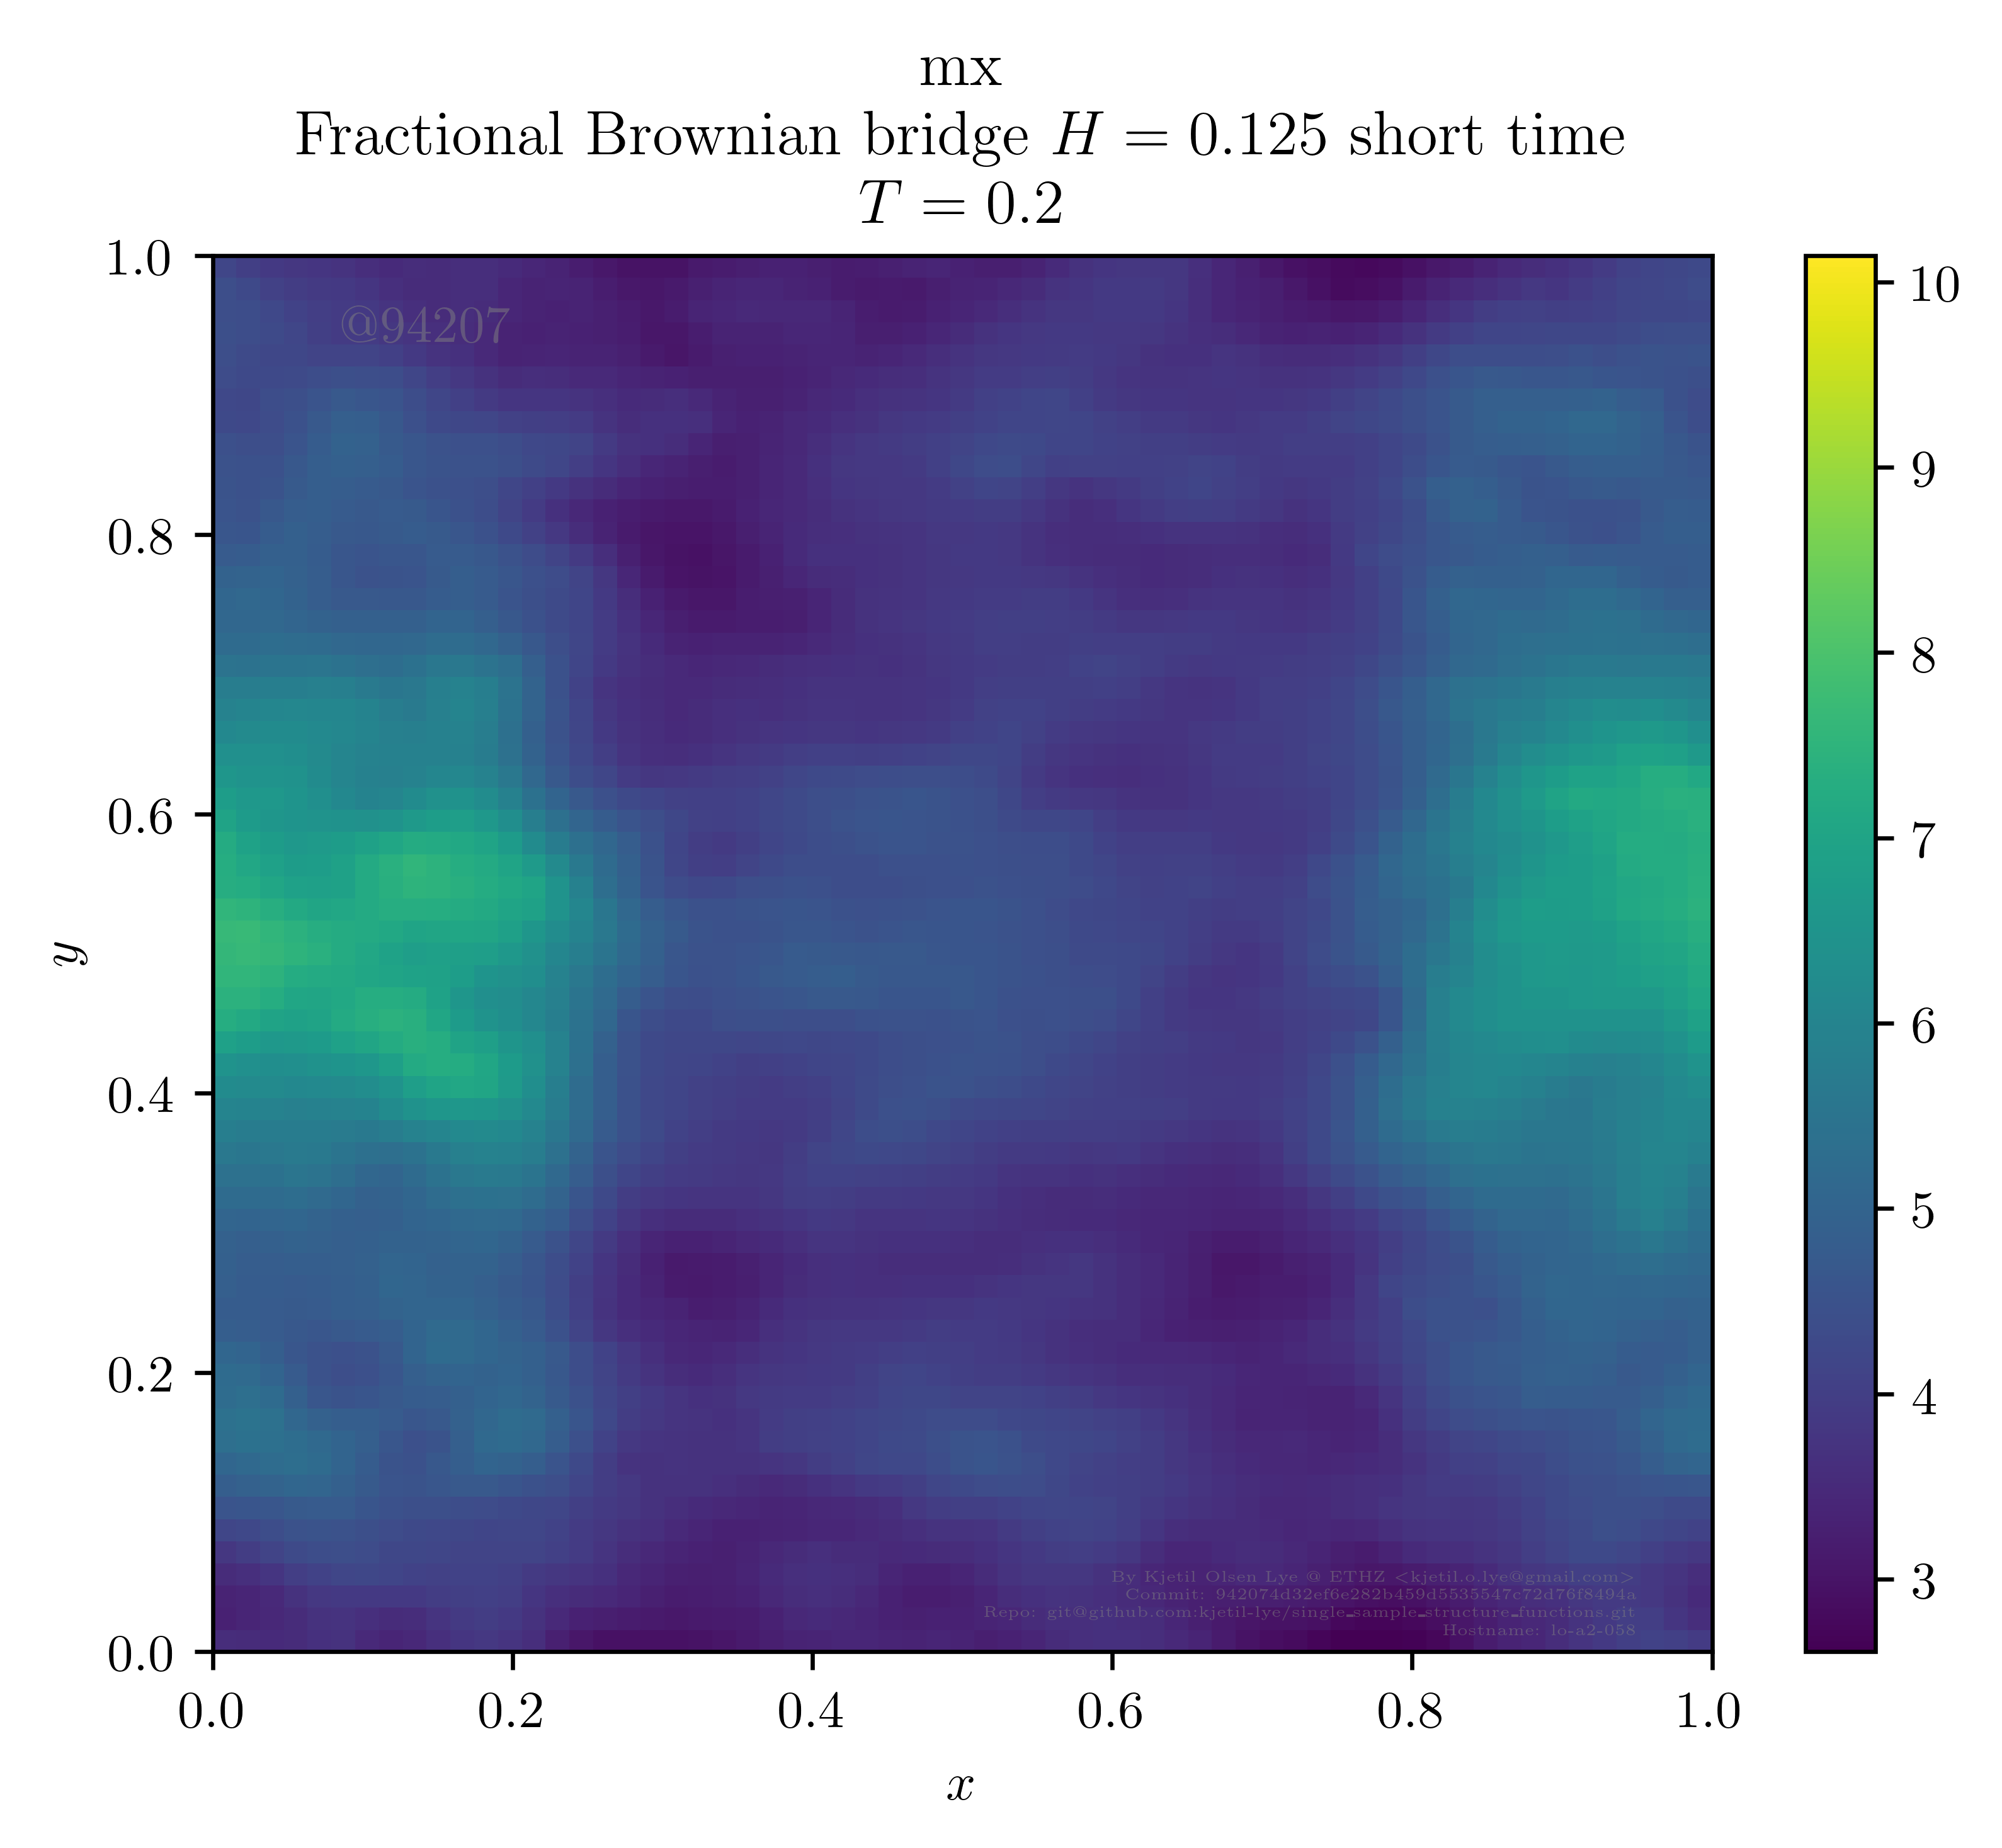 mx
Fractional Brownian bridge H = 0.125 short time
T = 0.2
@94207
1.0
0.8
0.6
0.4
0.2
0.0
y
0.0 0.2 0.4 0.6 0.8 1.0
x
10
9
8
7
6
5
4
3
By Kjetil Olsen Lye @ ETHZ <kjetil.o.lye@gmail.com>
Commit: 942074d32ef6e282b459d5535547c72d76f8494a
Repo: git@github.com:kjetil-lye/single_sample_structure_functions.git
Hostname: lo-a2-058